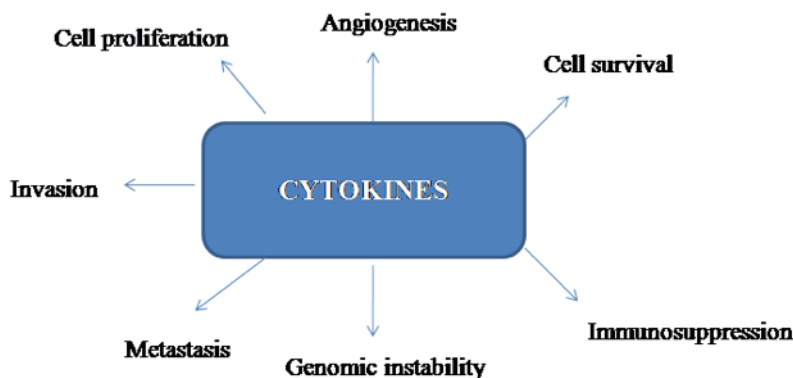 Angiogenesis
Cell proliferation
Cell survival
CYTOKINES
Invasion
Immunosuppression
Metastasis
Genomic instability